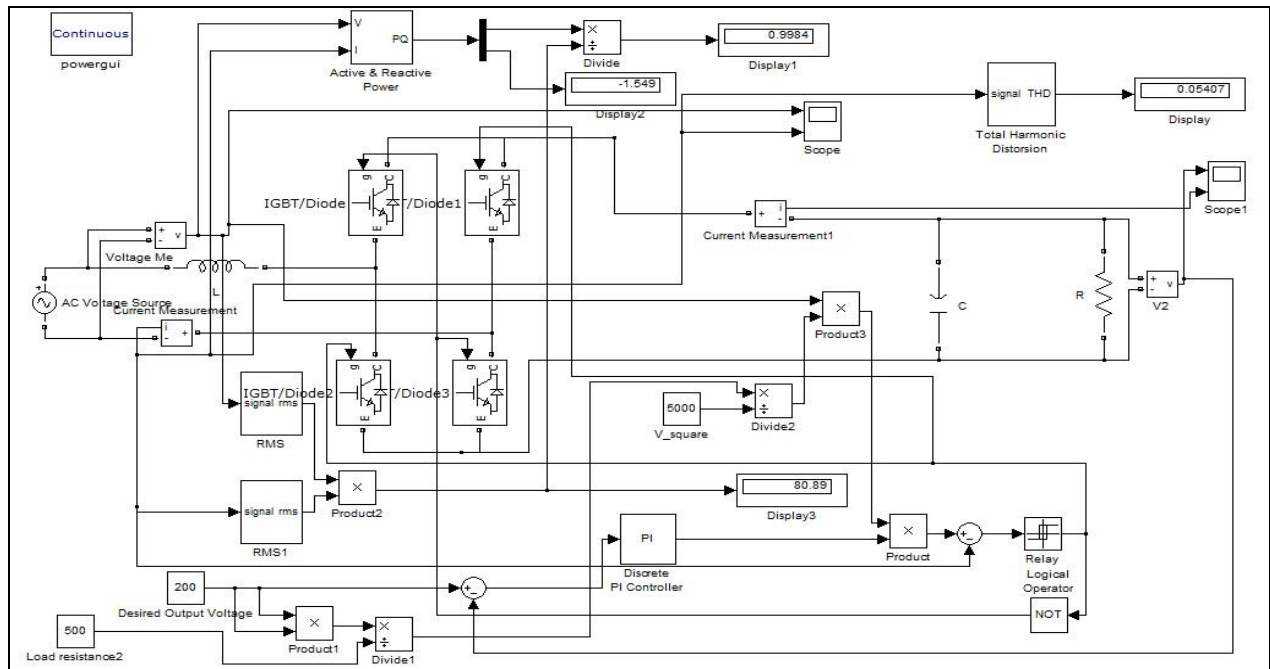 Continuous
powergui
V
I
PQ
Active & Reactive
Power
×
÷
Divide
0.9984
Display1
-1.549
Display2
signal THD
Total Harmonic
Distorsion
0.05407
Display
Scope
Scope1
g
C
E
IGBT/Diode
g
C
E
T/Diode1
+
-
v
Voltage Me
L
+
AC Voltage Source
Current Measurement
i
-
+
+
i
-
Current Measurement1
C
R
+
-
v
V2
×
Product3
g
C
E
IGBT/Diode2
g
C
E
T/Diode3
signal rms
RMS
5000
V_square
×
÷
Divide2
signal rms
RMS1
×
Product2
80.89
Display3
PI
Discrete
PI Controller
×
Product
+
-
Relay
Logical
Operator
NOT
200
Desired Output Voltage
+
-
500
Load resistance2
×
Product1
×
÷
Divide1